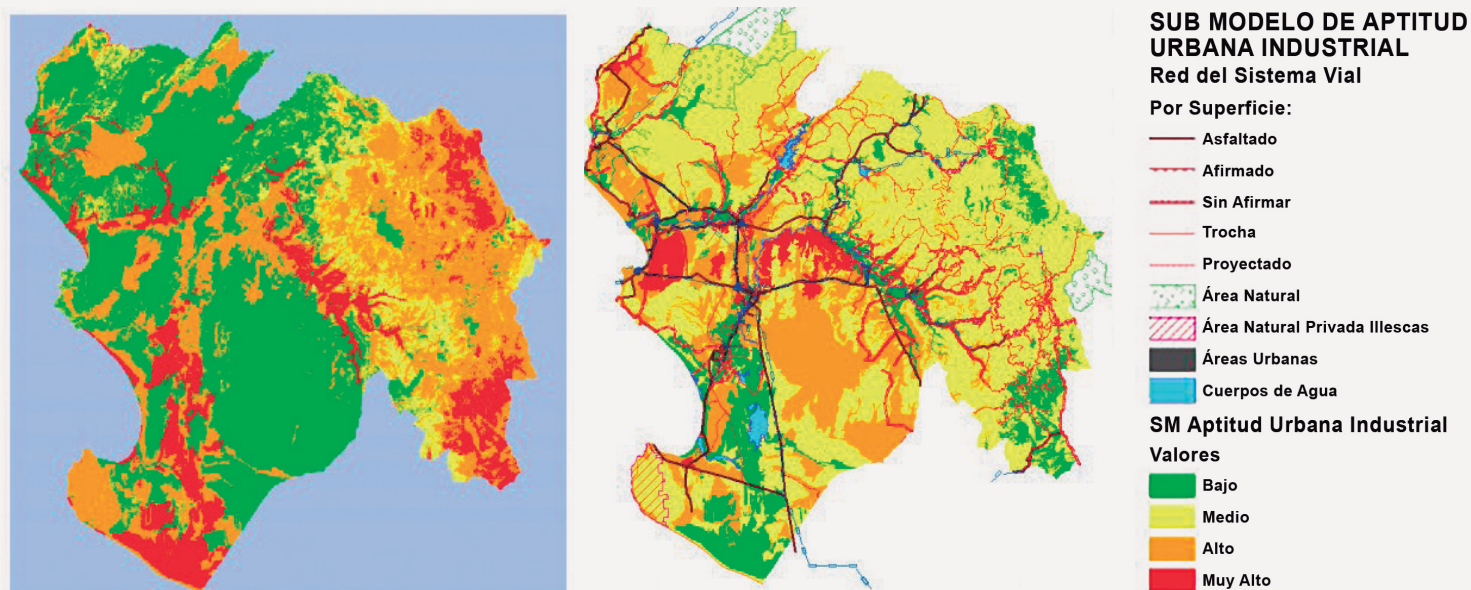 SUB MODELO DE APTITUD
URBANA INDUSTRIAL
Red del Sistema Vial
Por Superficie:
Asfaltado
Afirmado
Sin Afirmar
Trocha
Proyectado
Área Natural
Área Natural Privada Illescas
Áreas Urbanas
Cuerpos de Agua
SM Aptitud Urbana Industrial
Valores
Bajo
Medio
Alto
Muy Alto